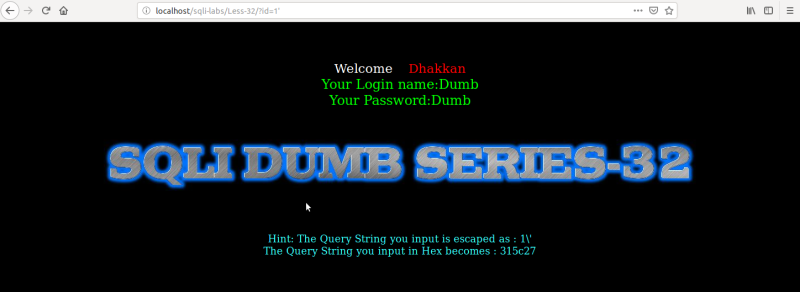 localhost/sqli-labs/Less-32/?id=1'
Welcome Dhakkan
Your Login name:Dumb
Your Password:Dumb
SQLI DUMB SERIES-32
Hint: The Query String you input is escaped as : 1\'
The Query String you input in Hex becomes : 315c27